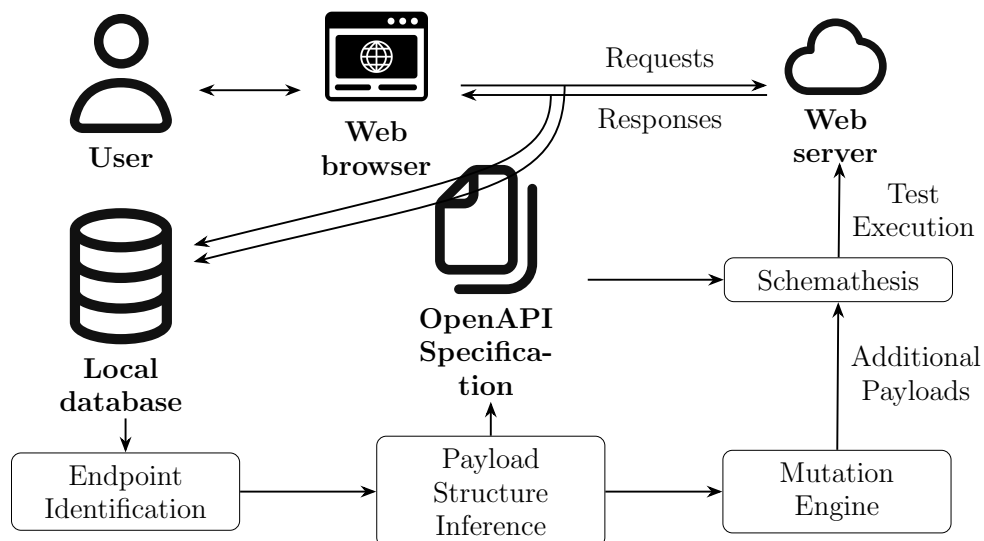 Requests
Responses
User
Web
browser
Web
server
Test
Execution
Schemathesis
OpenAPI
Specifica-
tion
Additional
Payloads
Local
database
Endpoint
Identification
Payload
Structure
Inference
Mutation
Engine